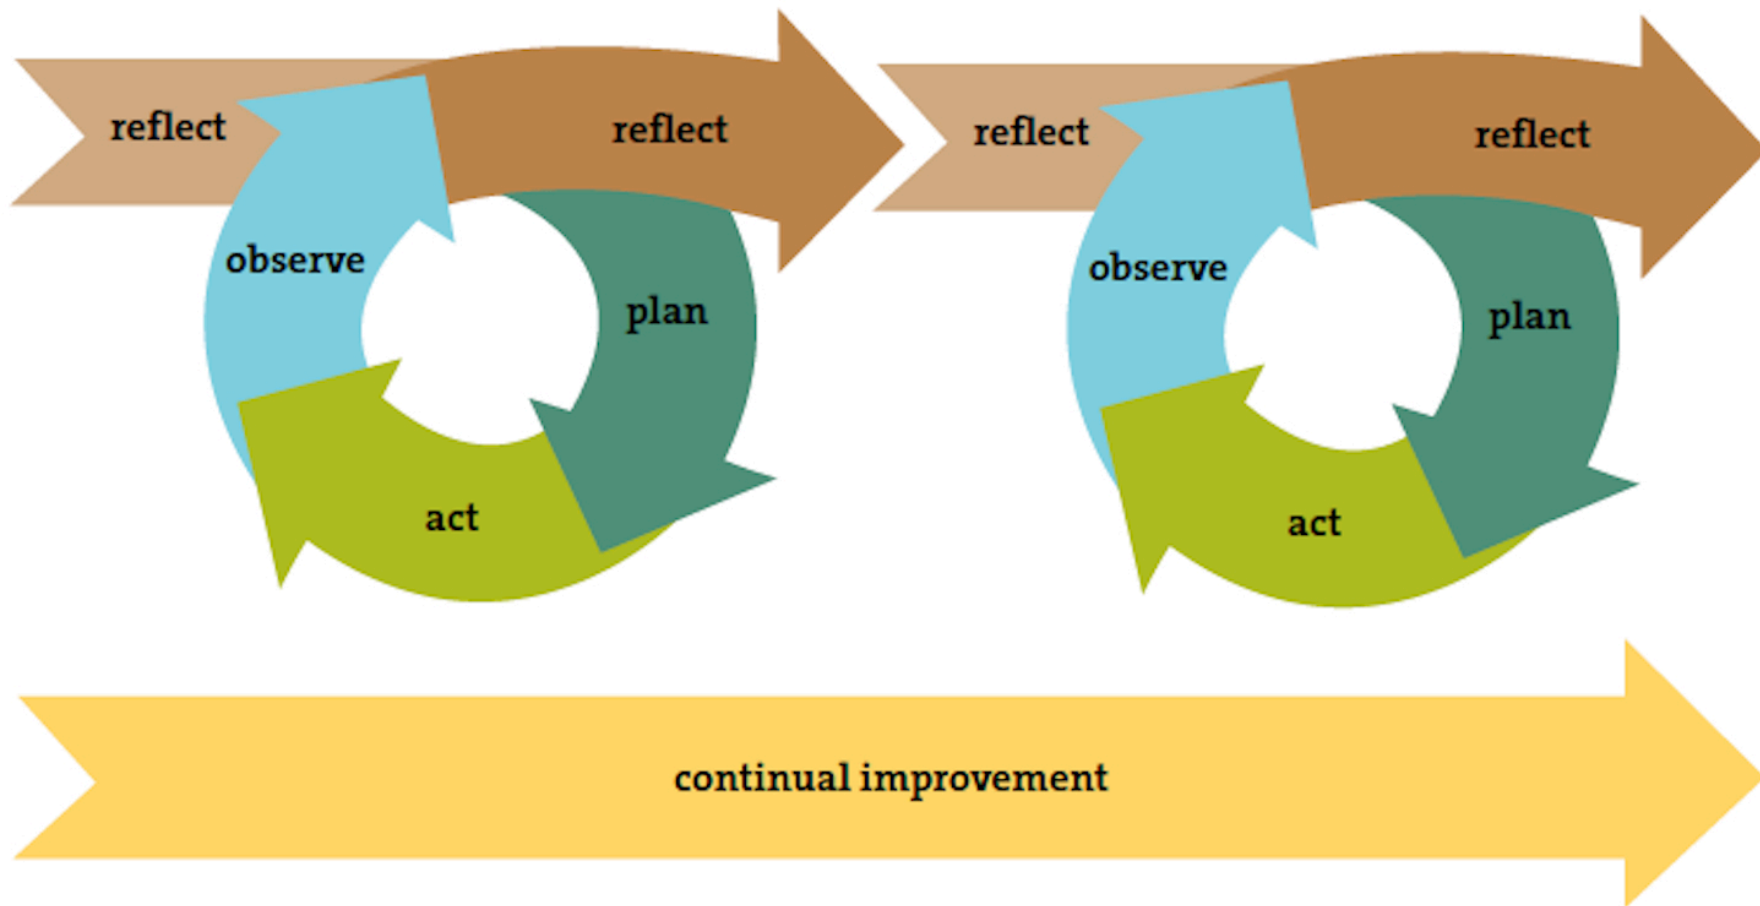 reflect
reflect
observe
plan
act
reflect
reflect
observe
plan
act
continual improvement